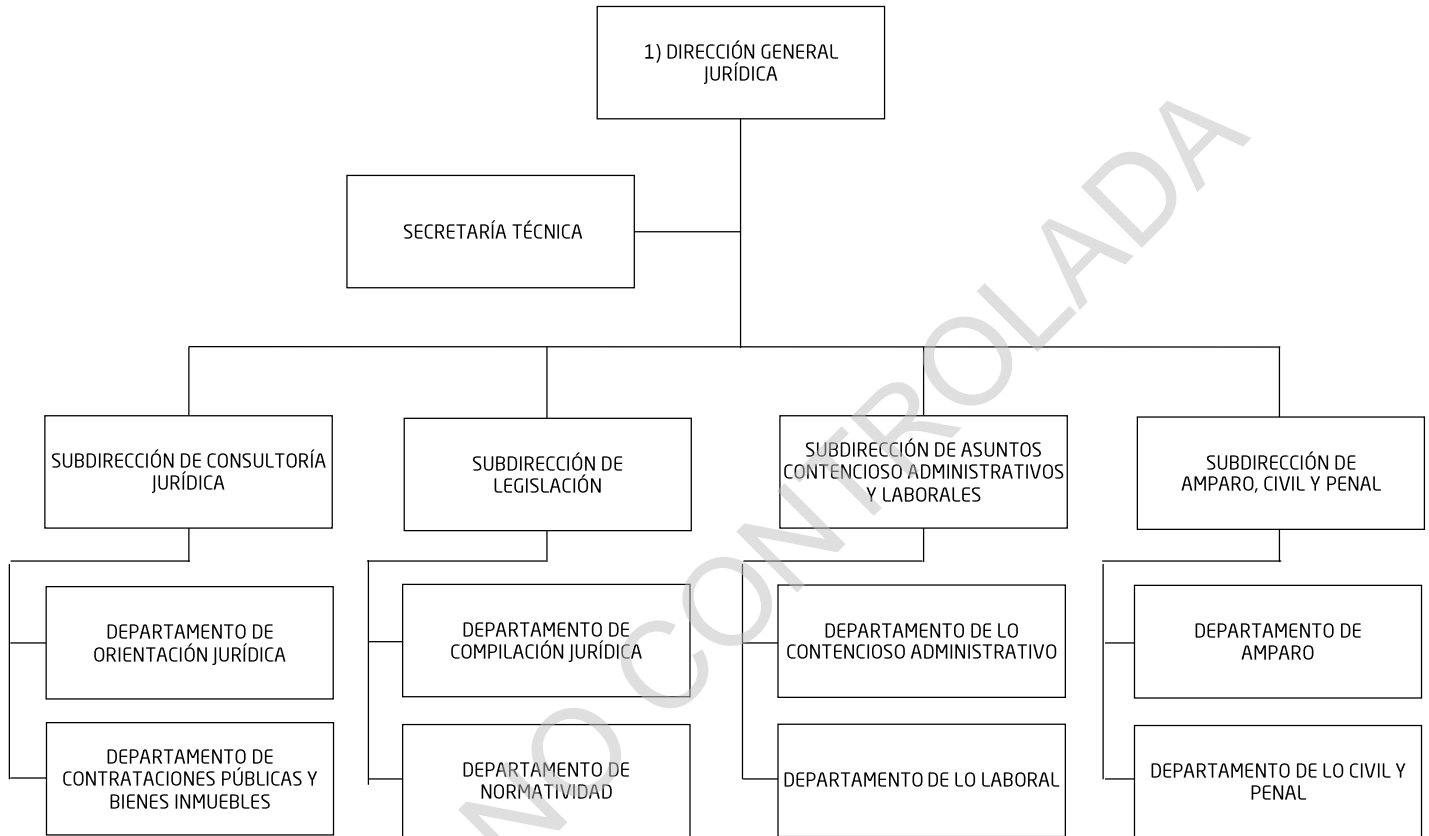 1) DIRECCIÓN GENERAL
JURÍDICA
SECRETARÍA TÉCNICA
SUBDIRECCIÓN DE CONSULTORÍA
JURÍDICA
SUBDIRECCIÓN DE
LEGISLACIÓN
SUBDIRECCIÓN DE ASUNTOS
CONTENCIOSO ADMINISTRATIVOS
Y LABORALES
SUBDIRECCIÓN DE
AMPARO, CIVIL Y PENAL
DEPARTAMENTO DE
ORIENTACIÓN JURÍDICA
DEPARTAMENTO DE
COMPILACIÓN JURÍDICA
DEPARTAMENTO DE LO
CONTENCIOSO ADMINISTRATIVO
DEPARTAMENTO DE
AMPARO
DEPARTAMENTO DE
CONTRATACIONES PÚBLICAS Y
BIENES INMUEBLES
DEPARTAMENTO DE
NORMATIVIDAD
DEPARTAMENTO DE LO LABORAL
DEPARTAMENTO DE LO CIVIL Y
PENAL
NO CONTROLADA